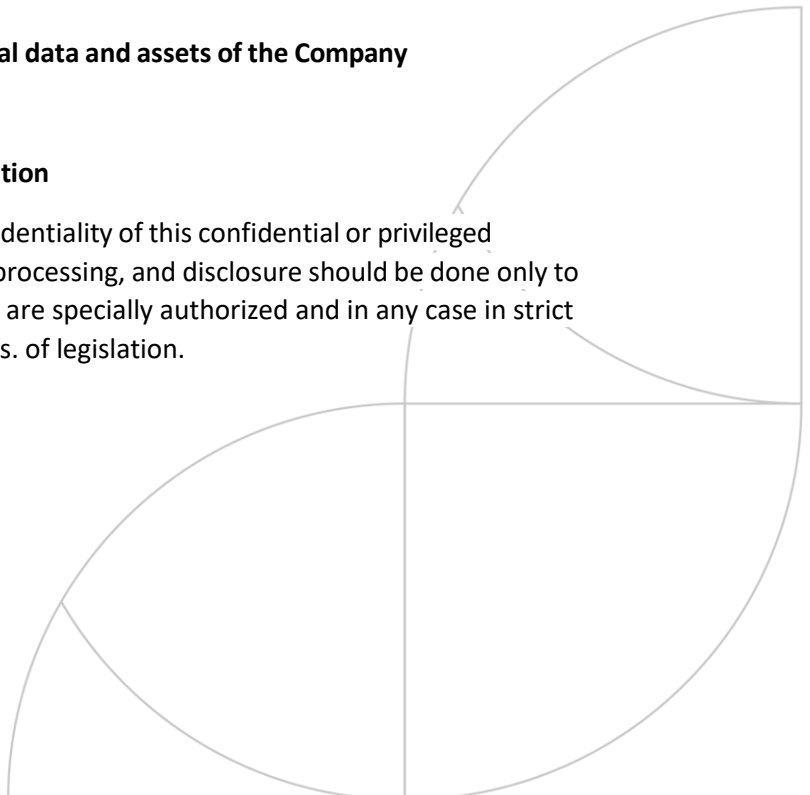 al data and assets of the Company
tion
dentiality of this confidential or privileged
processing, and disclosure should be done only to
are specially authorized and in any case in strict
s. of legislation.